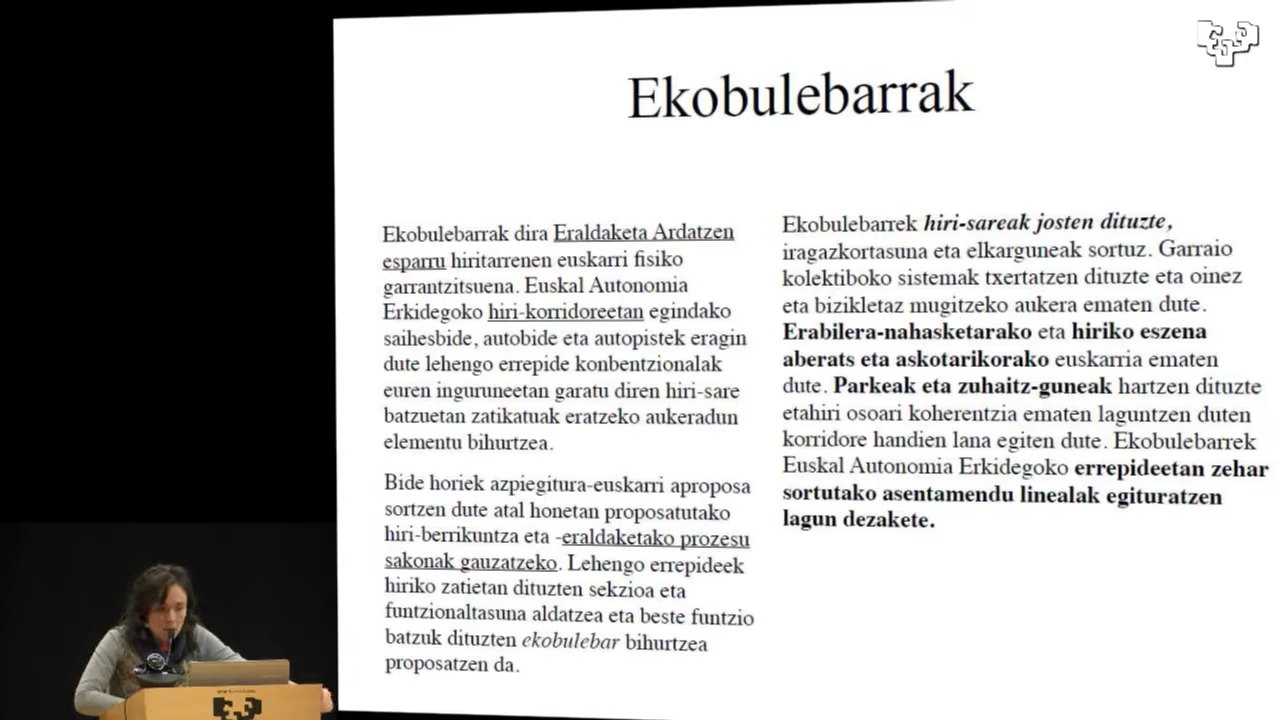 Ekobulebarrak
Ekobulebarrak dira Eraldaketa Ardatzen
esparru hiritarrenen euskarri fisiko
garrantzitsuena. Euskal Autonomia
Erkidegoko hiri-korridoreetan egindako
saihesbide, autobide eta autopistek eragin
dute lehengo errepide konbentzionalak
euren inguruneetan garatu diren hiri-sare
batzuetan zatikatuak eratzeko aukeradun
elementu bihurtzea.
Bide horiek azpiegitura-euskarri aproposa
sortzen dute atal honetan proposatutako
hiri-berrikuntza eta -eraldaketako prozesu
sakonak gauzatzeko. Lehengo errepideek
hiriko zatietan dituzten sekzioa eta
funtzionaltasuna aldatzea eta beste funtzio
batzuk dituzten ekobulebar bihurtzea
proposatzen da.
Ekobulebarrek hiri-sareak josten dituzte,
iragazkortasuna eta elkarguneak sortuz. Garraio
kolektiboko sistemak txertatzen dituzte eta oinez
eta bizikletaz mugitzeko aukera ematen dute.
Erabilera-nahasketarako eta hiriko eszena
aberats eta askotarikorako euskarria ematen
dute. Parkeak eta zuhaitz-guneak hartzen dituzte
etahiri osoari koherentzia ematen laguntzen duten
korridore handien lana egiten dute. Ekobulebarrek
Euskal Autonomia Erkidegoko errepideetan zehar
sortutako asentamendu linealak egituratzen
lagun dezakete.